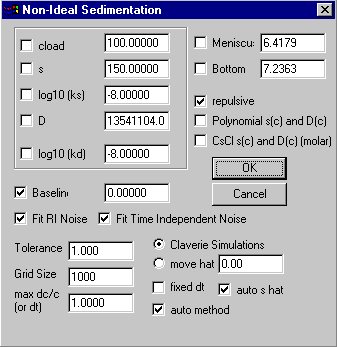 Non-Ideal Sedimentation
cload 100.00000
s 150.00000
log10 (ks) -8.00000
D 13541104.0
log10 (kd) -8.00000
Meniscu 6.4179
Bottom 7.2363
repulsive
Polynomial s(c) and D(c)
CsCl s(c) and D(c) (molar)
OK
Cancel
Baseline 0.00000
Fit RI Noise Fit Time Independent Noise
Tolerance 1.000
Grid Size 1000
max dc/c (or dt) 1.0000
Claverie Simulations
move hat 0.00
fixed dt auto s hat
auto method